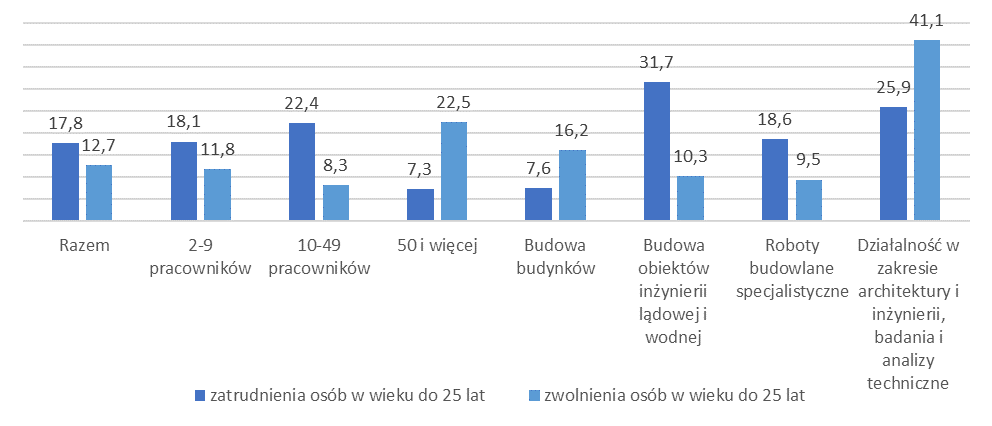 17,8
12,7
18,1
11,8
22,4
8,3
7,3
22,5
7,6
16,2
31,7
10,3
18,6
9,5
25,9
41,1
Razem
2-9
pracowników
10-49
pracowników
50 i więcej
Budowa
budynków
Budowa
obiektów
inżynierii
lądowej i
wodnej
Roboty
budowlane
specjalistyczne
Działalność w
zakresie
architektury i
inżynierii,
badania i
analizy
techniczne
zatrudnienia osób w wieku do 25 lat
zwolnienia osób w wieku do 25 lat